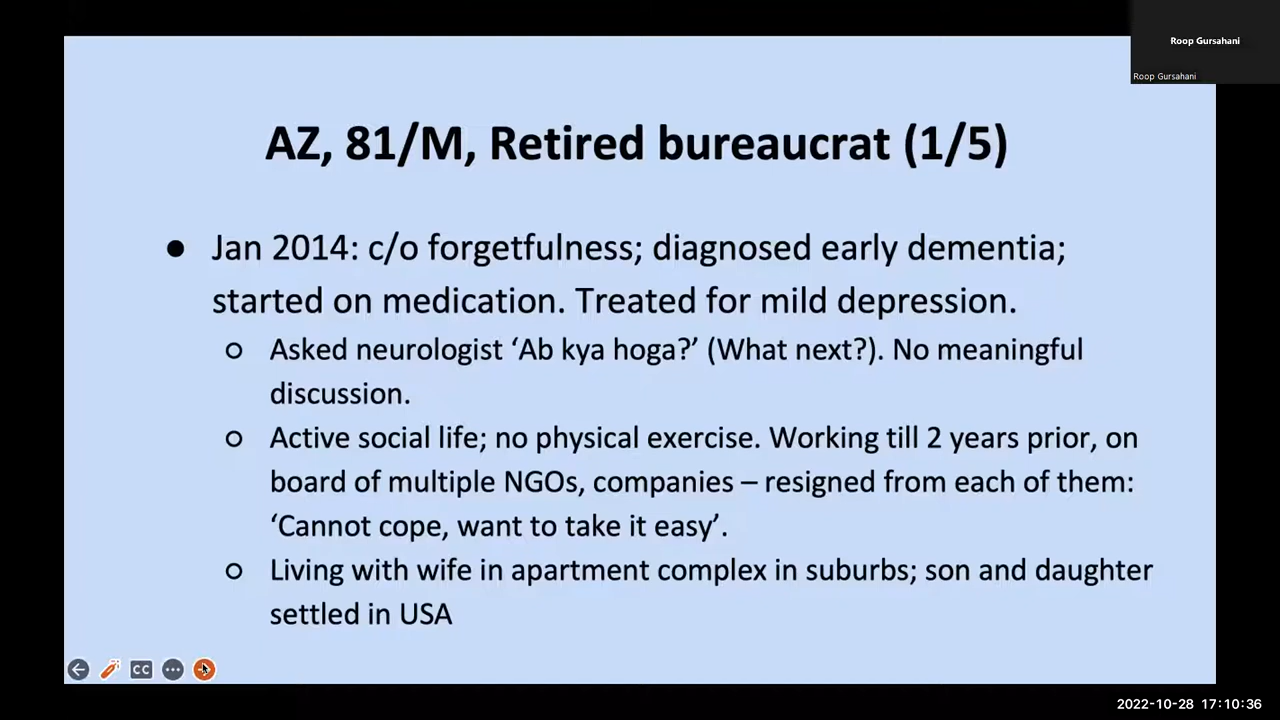 Roop Gursahani
Roop Gursahani
AZ, 81/M, Retired bureaucrat (1/5)
● Jan 2014: c/o forgetfulness; diagnosed early dementia;
started on medication. Treated for mild depression.
○ Asked neurologist ‘Ab kya hoga?’ (What next?). No meaningful
discussion.
○ Active social life; no physical exercise. Working till 2 years prior, on
board of multiple NGOs, companies – resigned from each of them:
‘Cannot cope, want to take it easy’.
○ Living with wife in apartment complex in suburbs; son and daughter
settled in USA
CC
2022-10-28 17:10:36